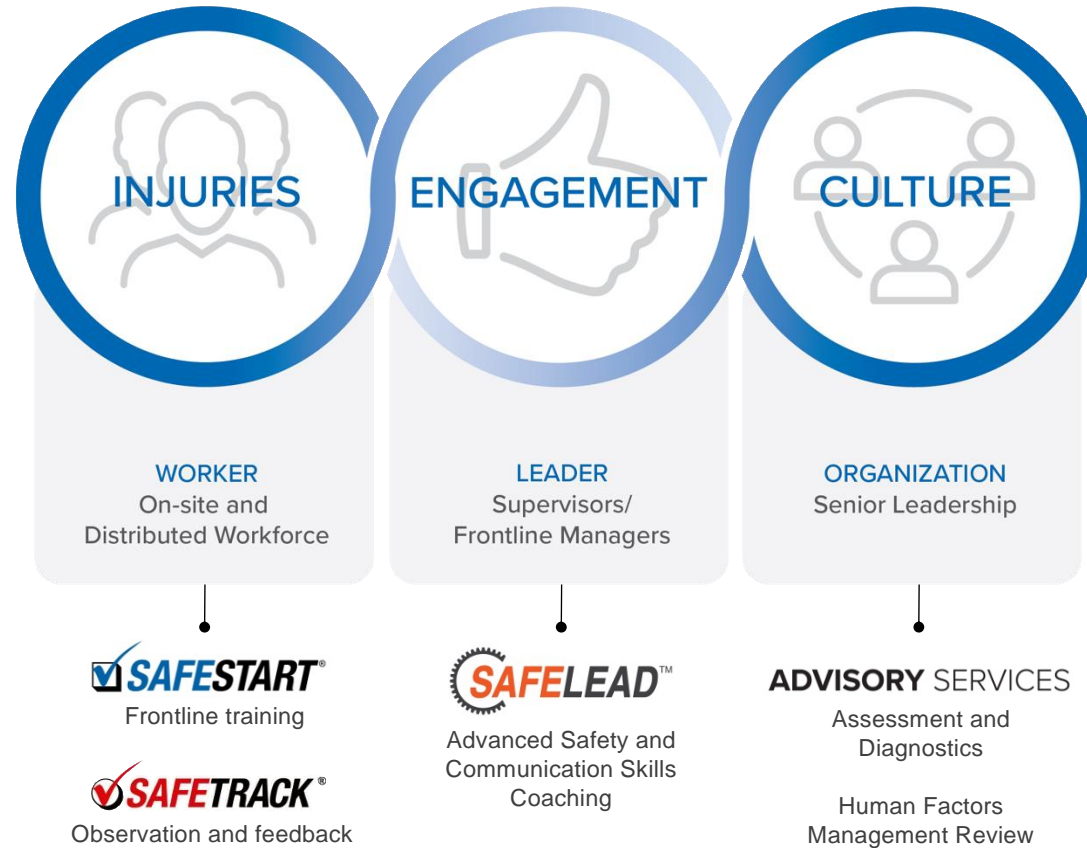 INJURIES
WORKER
On-site and
Distributed Workforce
SAFESTART®
Frontline training
SAFETRACK®
Observation and feedback
ENGAGEMENT
LEADER
Supervisors/
Frontline Managers
SAFELEAD™
Advanced Safety and
Communication Skills
Coaching
CULTURE
ORGANIZATION
Senior Leadership
ADVISORY SERVICES
Assessment and
Diagnostics
Human Factors
Management Review